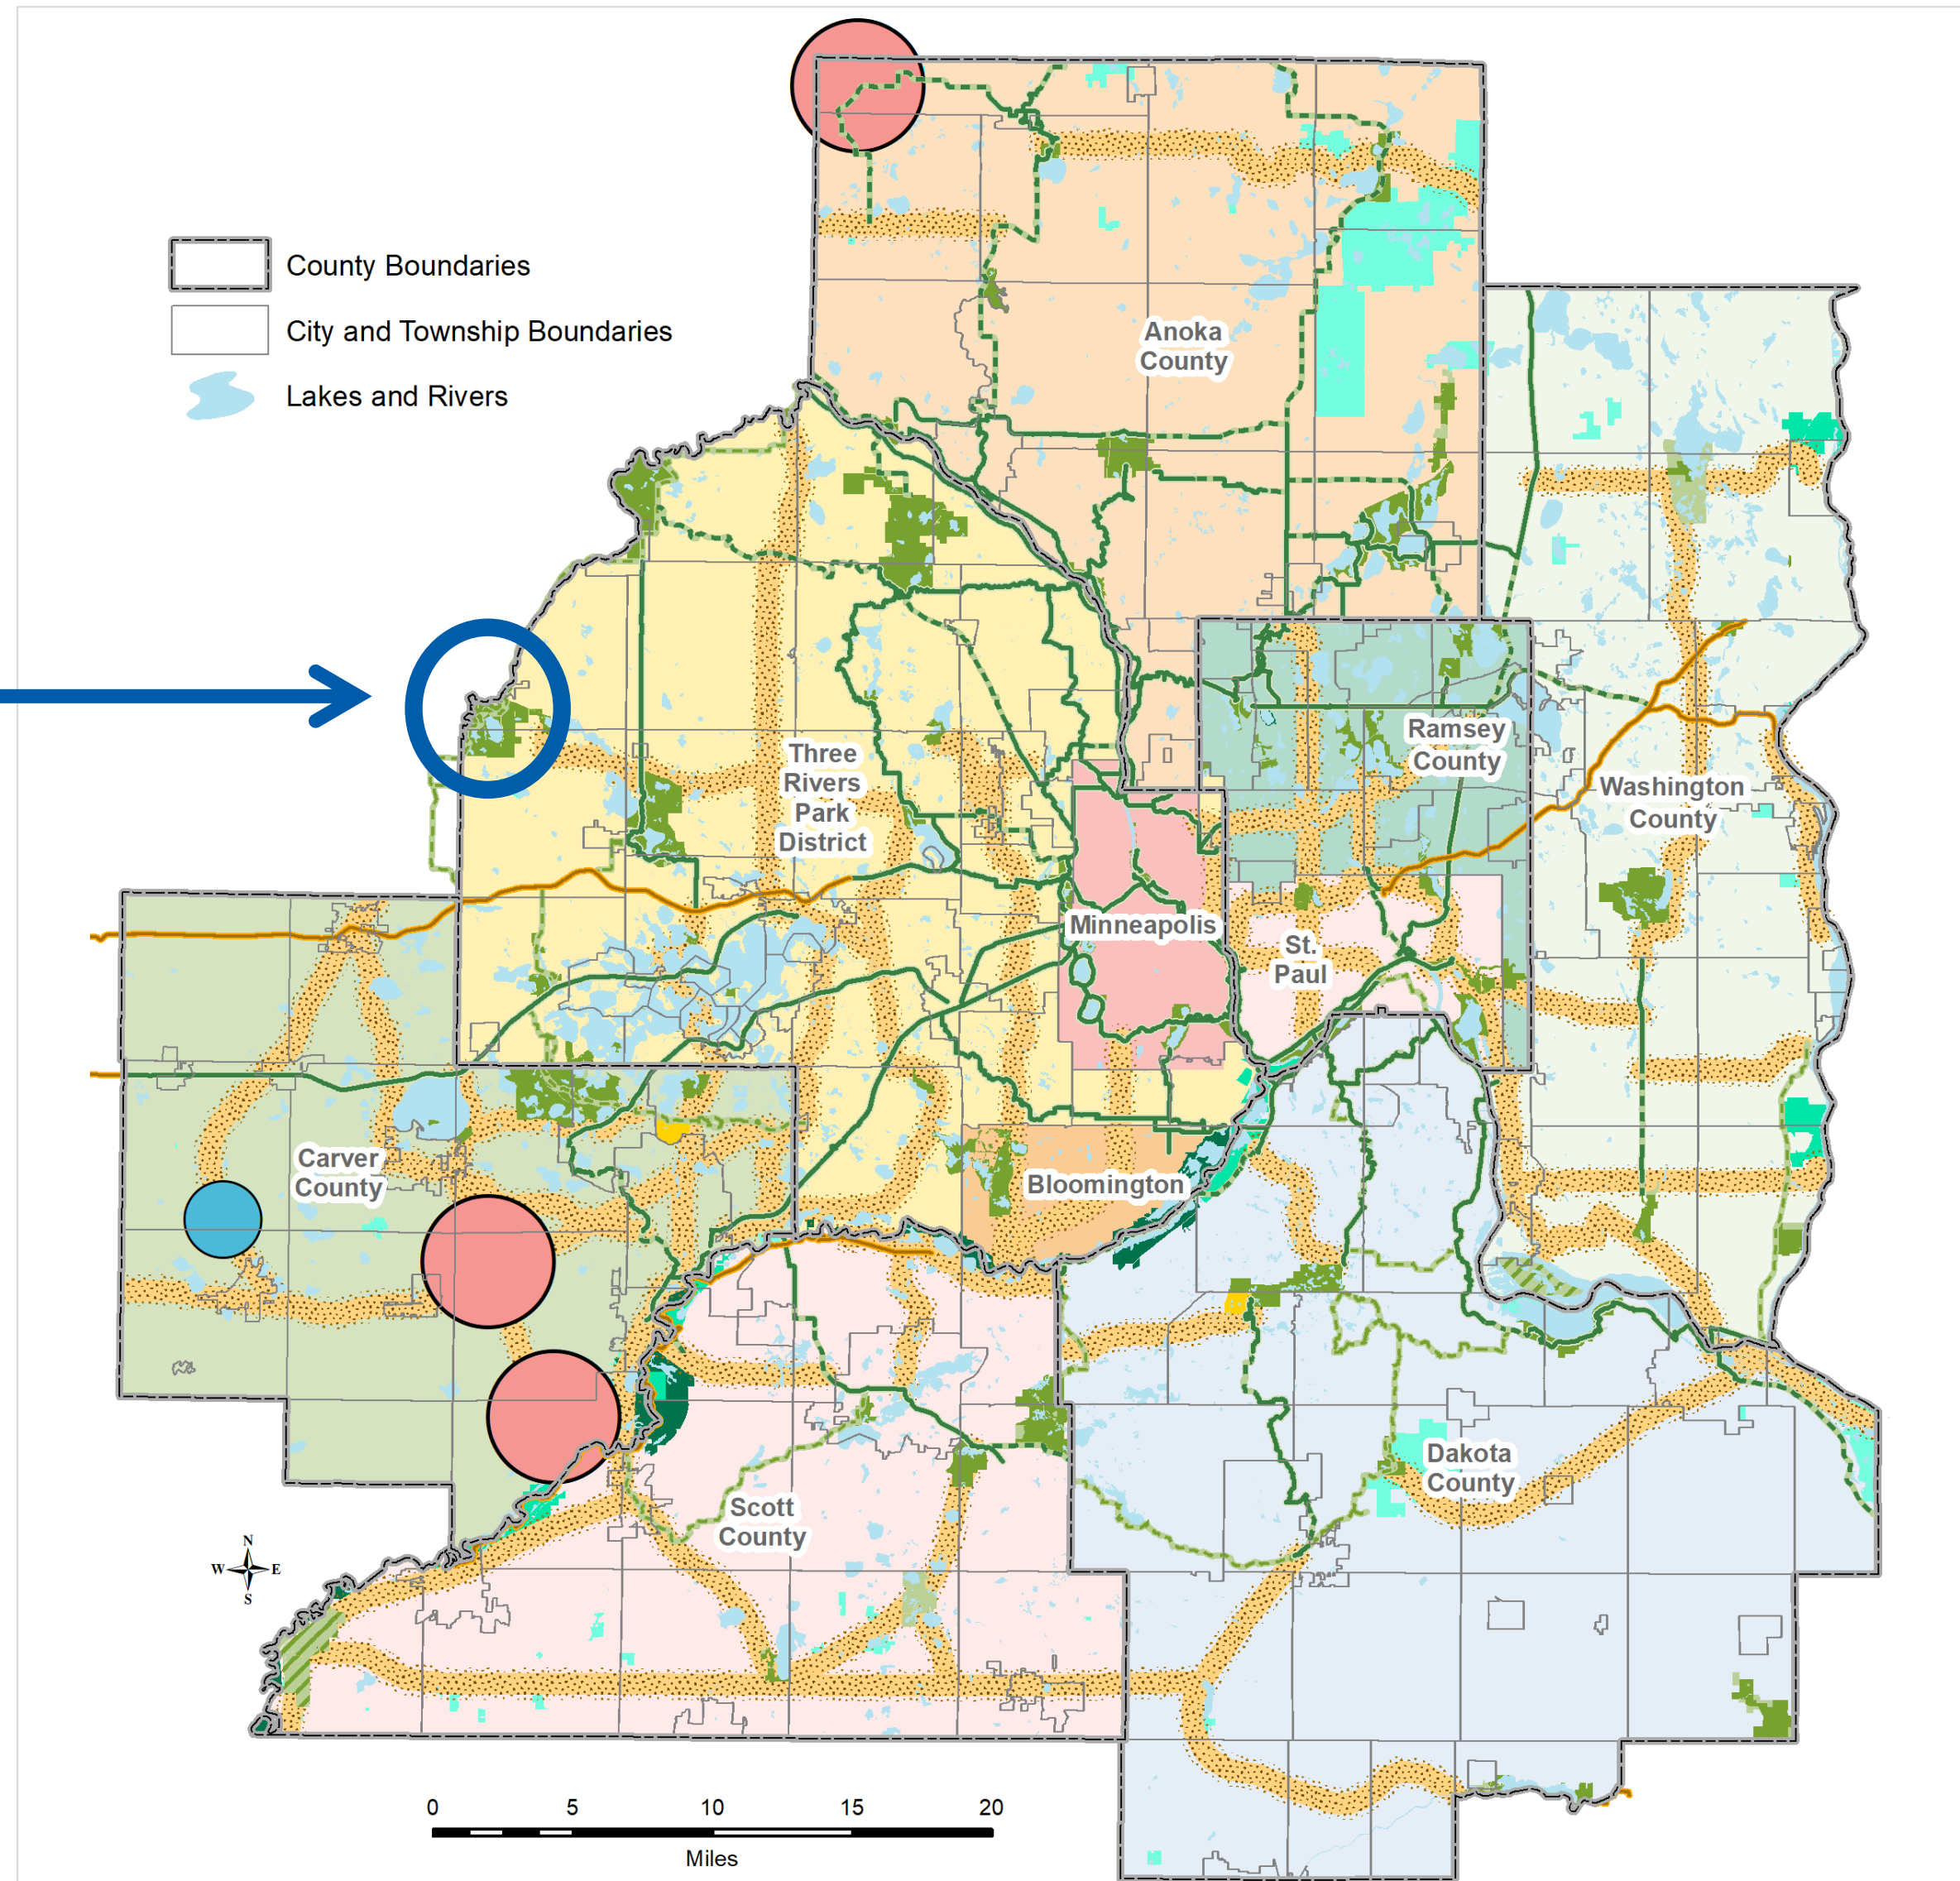 County Boundaries
City and Township Boundaries
Lakes and Rivers
Anoka
County
Ramsey
County
Three
Rivers
Park
District
Washington
County
Minneapolis
St.
Paul
Carver
County
Bloomington
Dakota
County
Scott
County
N
W
E
S
0 5 10 15 20
Miles